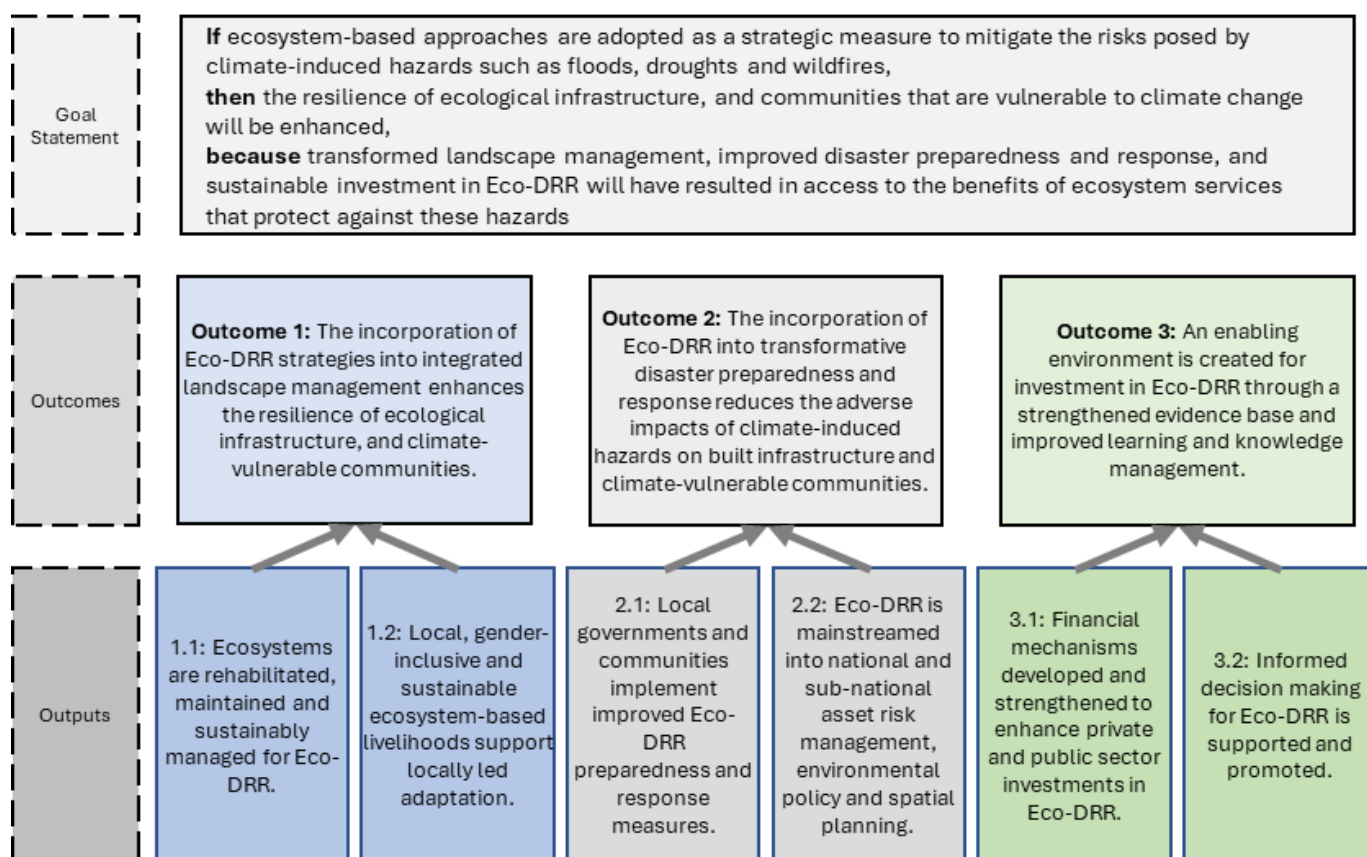 Goal
Statement
If ecosystem-based approaches are adopted as a strategic measure to mitigate the risks posed by
climate-induced hazards such as floods, droughts and wildfires,
then the resilience of ecological infrastructure, and communities that are vulnerable to climate change
will be enhanced,
because transformed landscape management, improved disaster preparedness and response, and
sustainable investment in Eco-DRR will have resulted in access to the benefits of ecosystem services
that protect against these hazards
Outcomes
Outcome 1: The incorporation of
Eco-DRR strategies into integrated
landscape management enhances
the resilience of ecological
infrastructure, and climate-
vulnerable communities.
Outcome 2: The incorporation of
Eco-DRR into transformative
disaster preparedness and
response reduces the adverse
impacts of climate-induced
hazards on built infrastructure and
climate-vulnerable communities.
Outcome 3: An enabling
environment is created for
investment in Eco-DRR through a
strengthened evidence base and
improved learning and knowledge
management.
Outputs
1.1: Ecosystems
are rehabilitated,
maintained and
sustainably
managed for Eco-
DRR.
1.2: Local, gender-
inclusive and
sustainable
ecosystem-based
livelihoods support
locally led
adaptation.
2.1: Local
governments and
communities
implement
improved Eco-
DRR
preparedness and
response
measures.
2.2: Eco-DRR is
mainstreamed
into national and
sub-national
asset risk
management,
environmental
policy and spatial
planning.
3.1: Financial
mechanisms
developed and
strengthened to
enhance private
and public sector
investments in
Eco-DRR.
3.2: Informed
decision making
for Eco-DRR is
supported and
promoted.